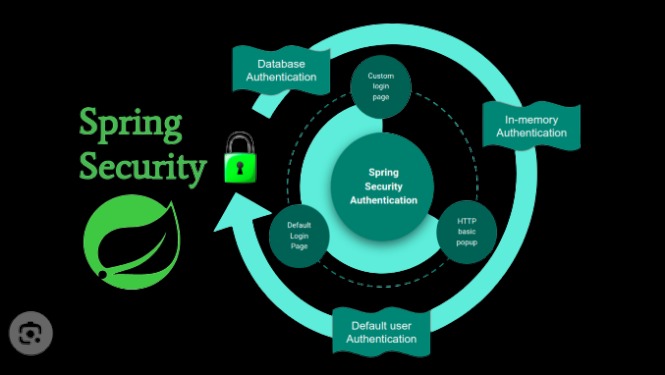 Spring
Security
Database
Authentication
Custom
login
page
In-memory
Authentication
Spring
Security
Authentication
Default
Login
Page
HTTP
basic
popup
Default user
Authentication